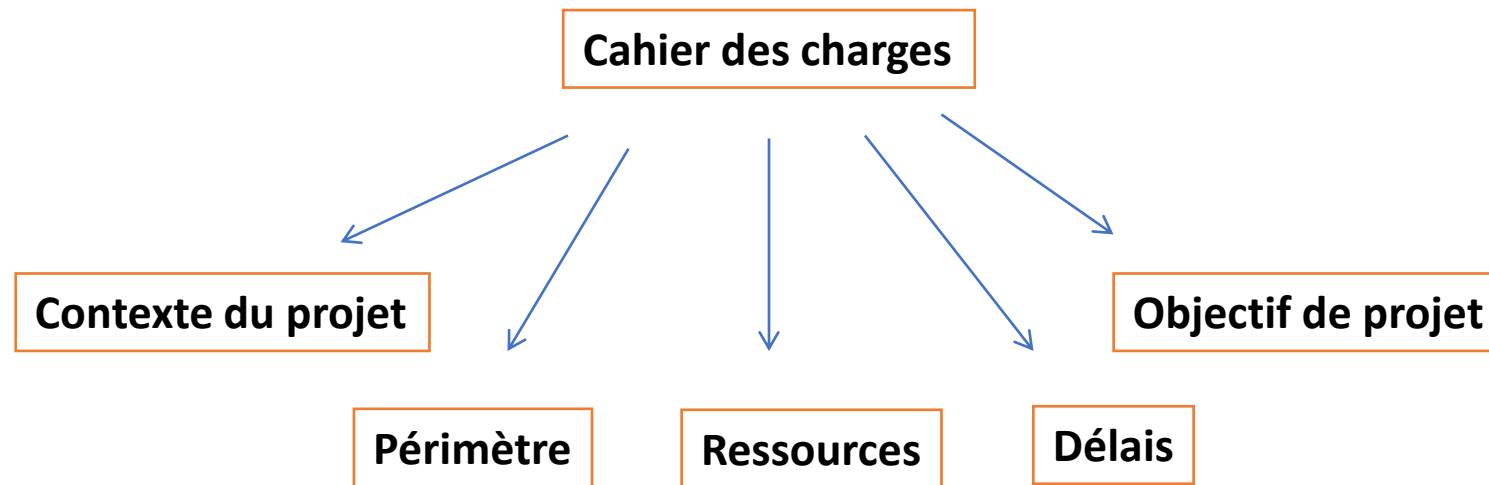 Cahier des charges
Contexte du projet
Objectif de projet
Périmètre
Ressources
Délais